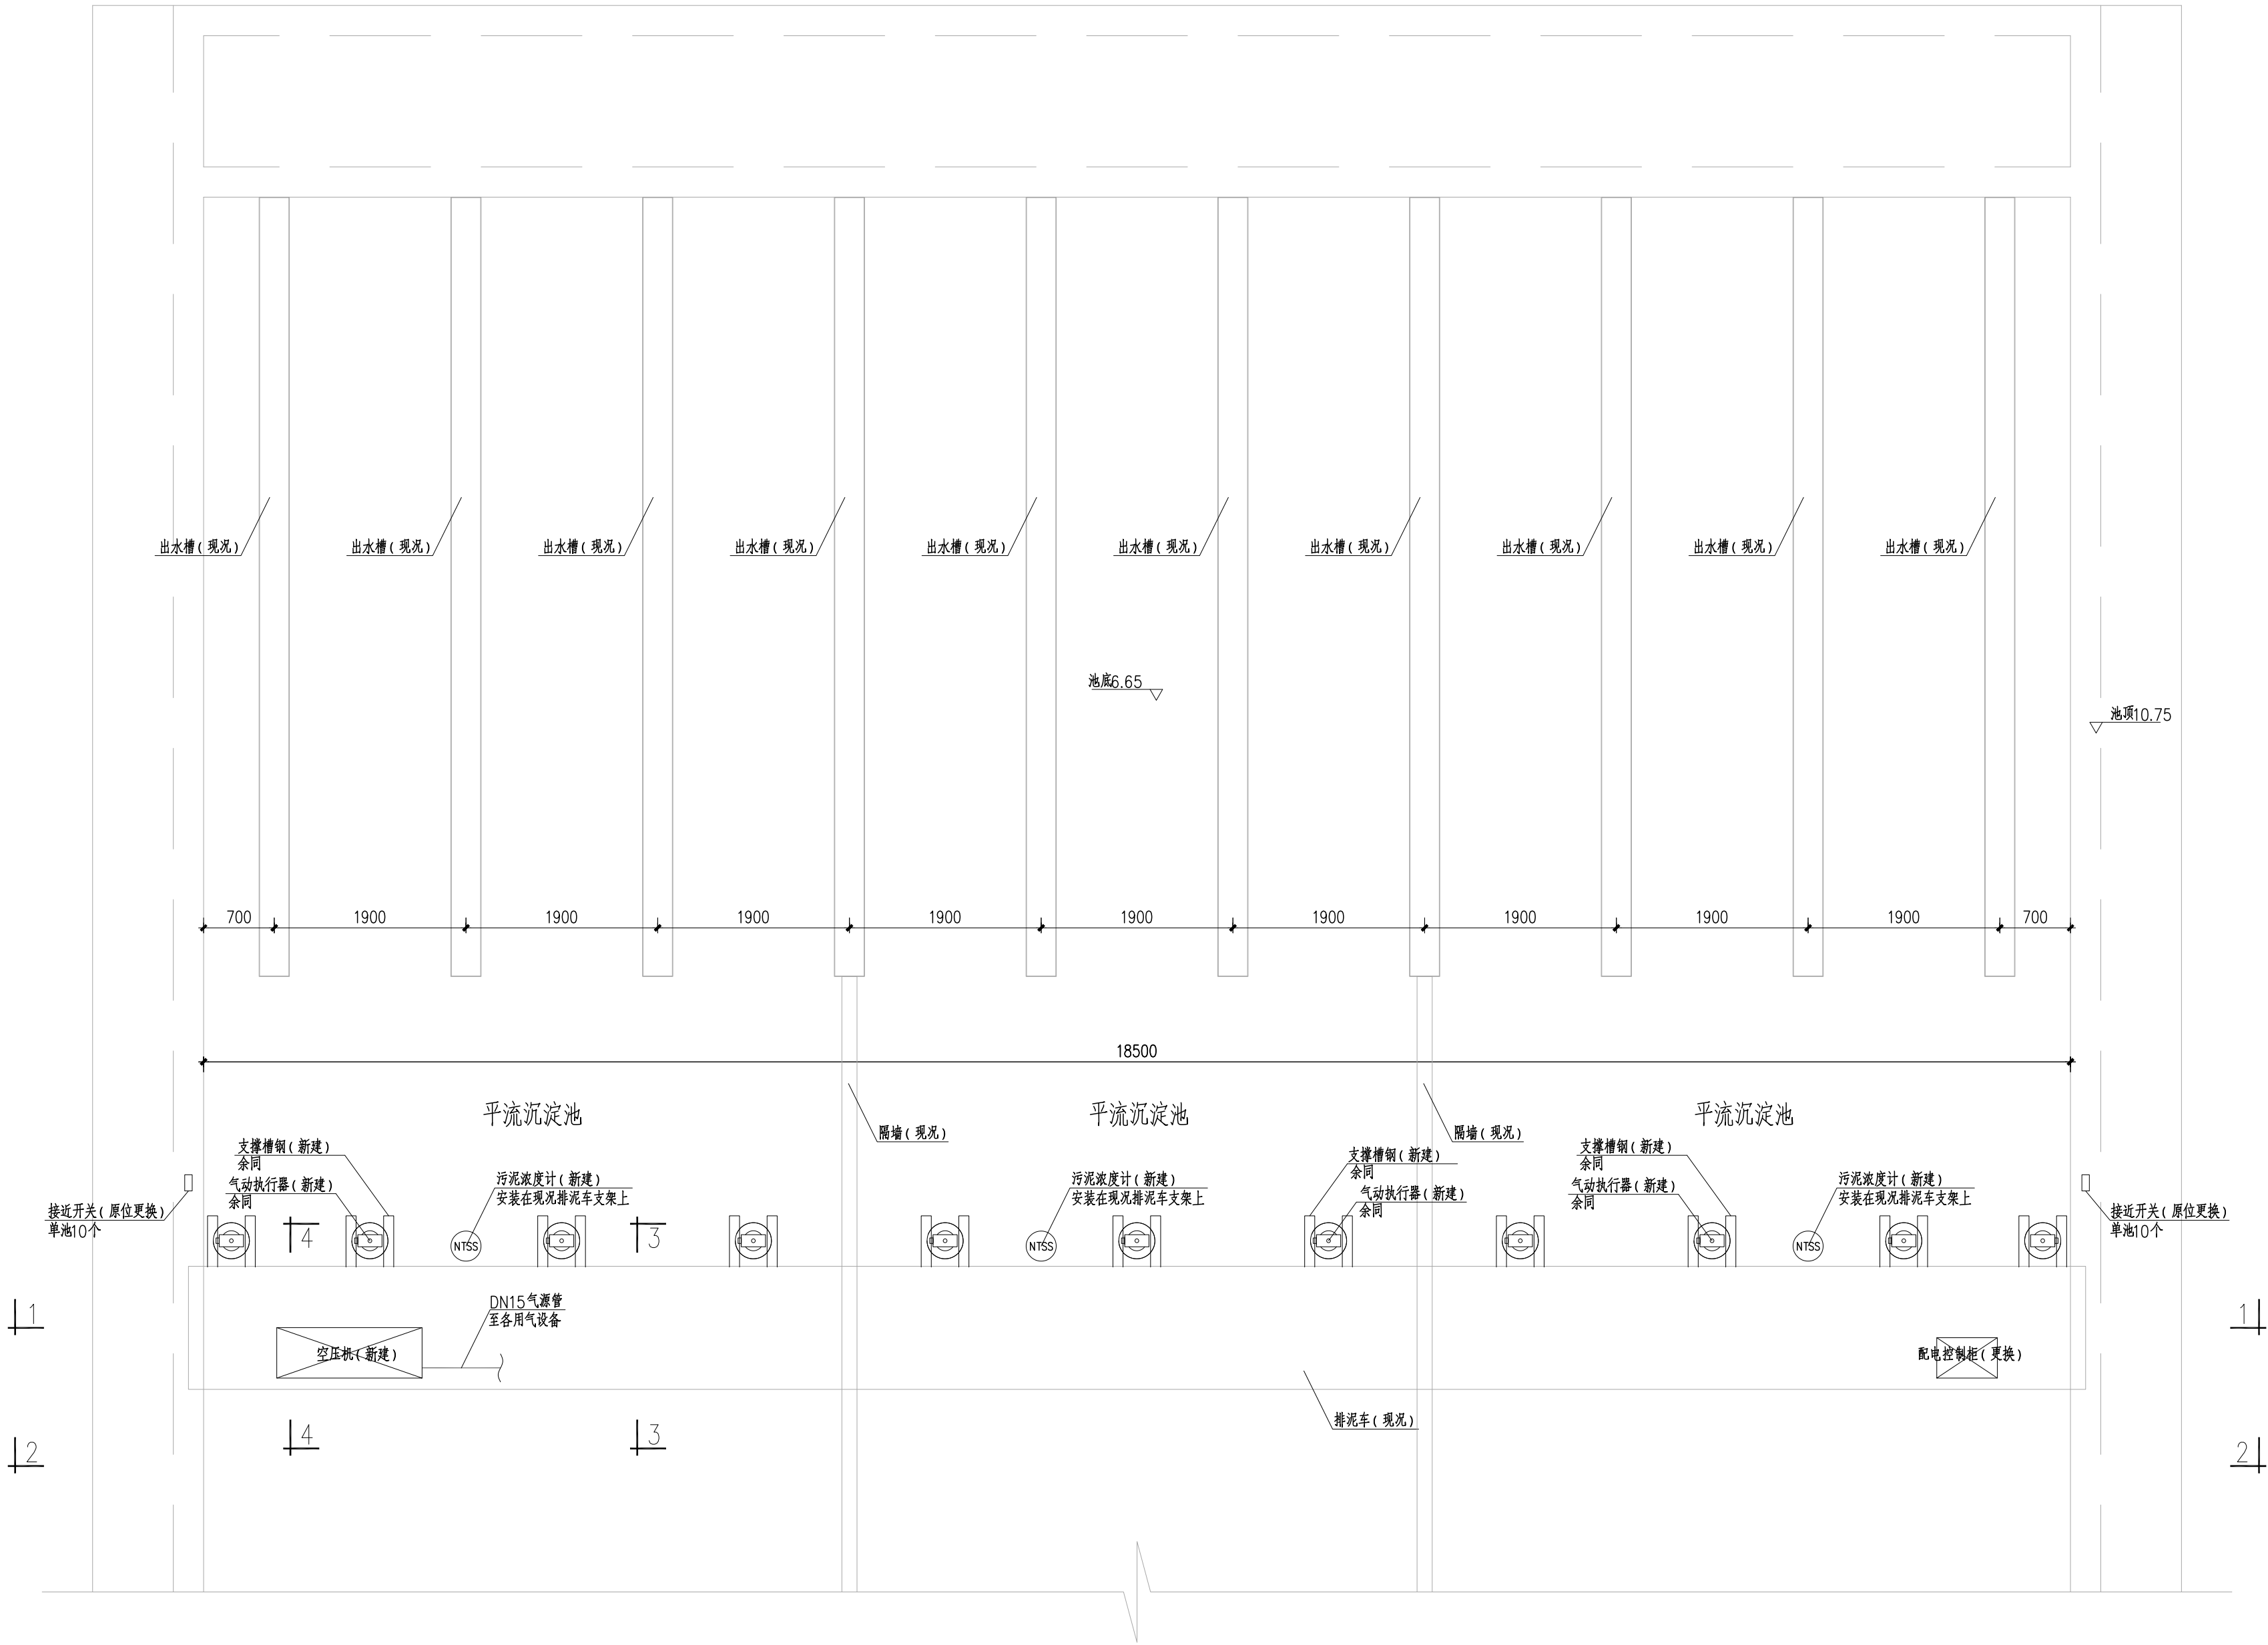 出水槽(现况)
出水槽(现况)
出水槽(现况)
出水槽(现况)
出水槽(现况)
出水槽(现况)
出水槽(现况)
出水槽(现况)
出水槽(现况)
出水槽(现况)
池底6.65
池顶10.75
700
1900
1900
1900
1900
1900
1900
1900
1900
1900
700
18500
平流沉淀池
平流沉淀池
平流沉淀池
隔墙(现况)
隔墙(现况)
支撑槽钢(新建)
余同
气动执行器(新建)
余同
污泥浓度计(新建)
安装在现况排泥车支架上
污泥浓度计(新建)
安装在现况排泥车支架上
支撑槽钢(新建)
余同
气动执行器(新建)
余同
支撑槽钢(新建)
余同
气动执行器(新建)
余同
污泥浓度计(新建)
安装在现况排泥车支架上
接近开关(原位更换)
单池10个
接近开关(原位更换)
单池10个
4
3
NTSS
NTSS
NTSS
1
DN15气源管
至各用气设备
1
空压机(新建)
配电控制柜(更换)
排泥车(现况)
4
3
2
2